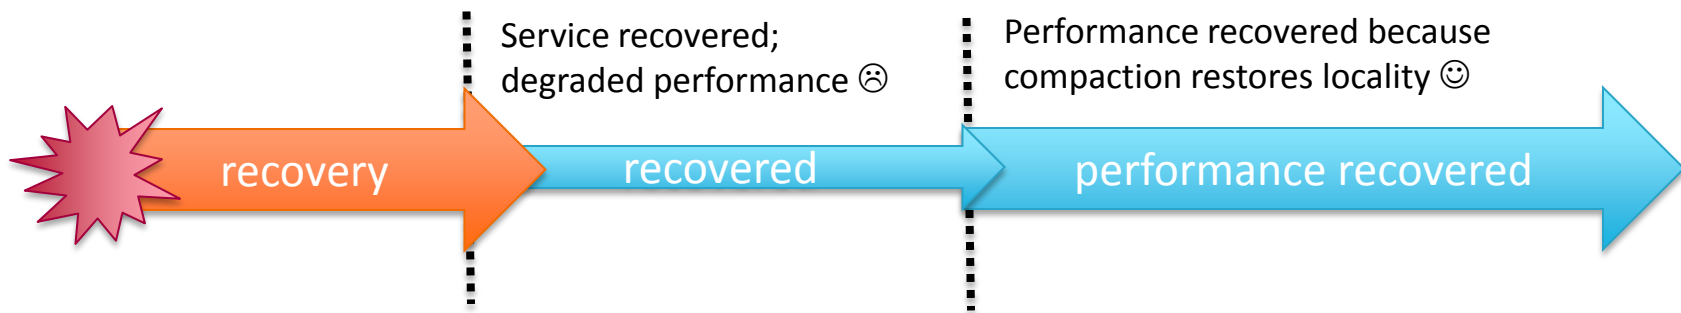 Service recovered;
degraded performance ☹
Performance recovered because
compaction restores locality ☺
recovery
recovered
performance recovered